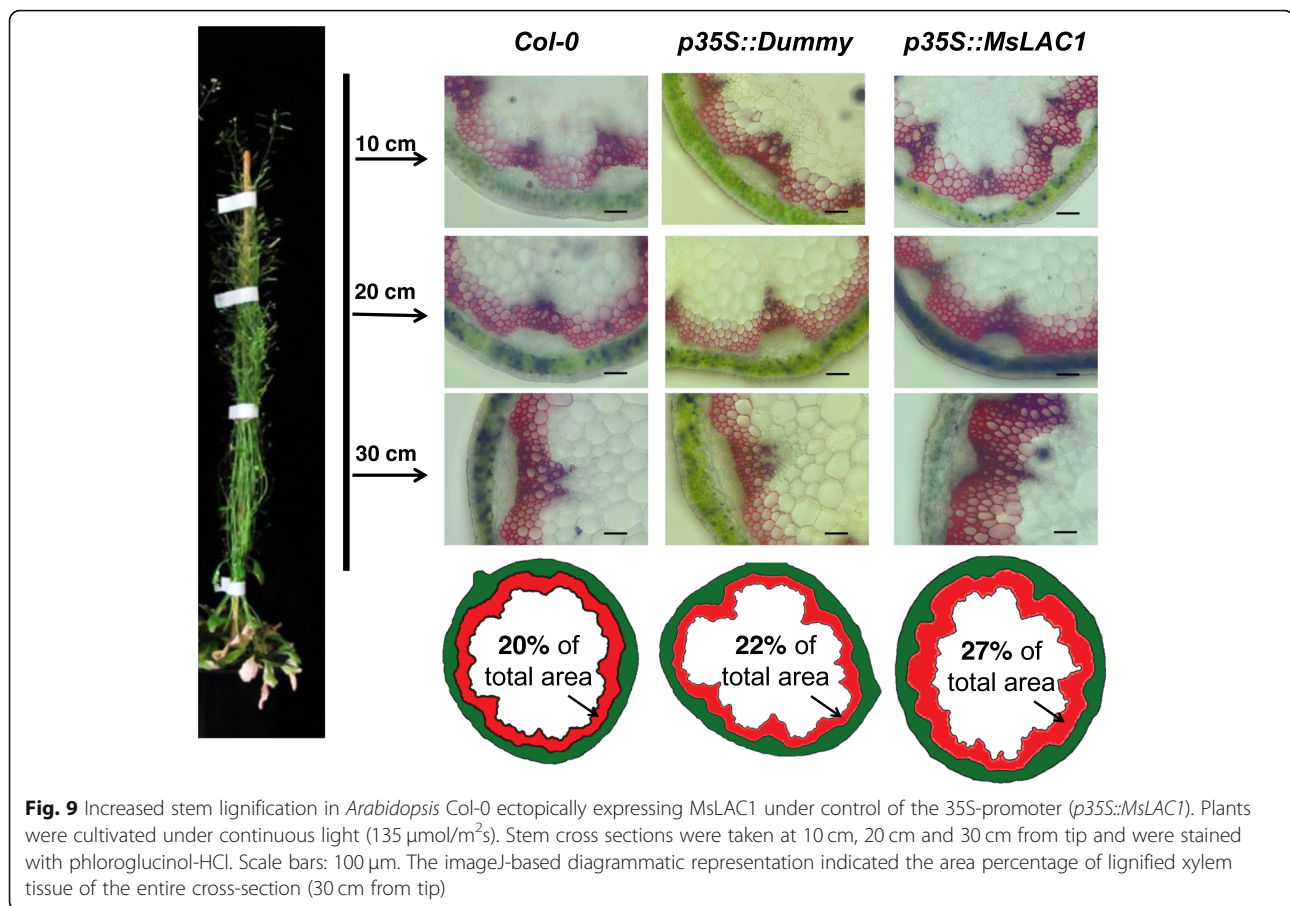 Col-0 p35S::Dummy p35S::MsLAC1
10 cm
20 cm
30 cm
20% of
total area
22% of
total area
27% of
total area
Fig. 9 Increased stem lignification in Arabidopsis Col-0 ectopically expressing MsLAC1 under control of the 35S-promoter (p35S::MsLAC1). Plants
were cultivated under continuous light (135 μmol/m²s). Stem cross sections were taken at 10 cm, 20 cm and 30 cm from tip and were stained
with phloroglucinol-HCl. Scale bars: 100 μm. The imageJ-based diagrammatic representation indicated the area percentage of lignified xylem
tissue of the entire cross-section (30 cm from tip)